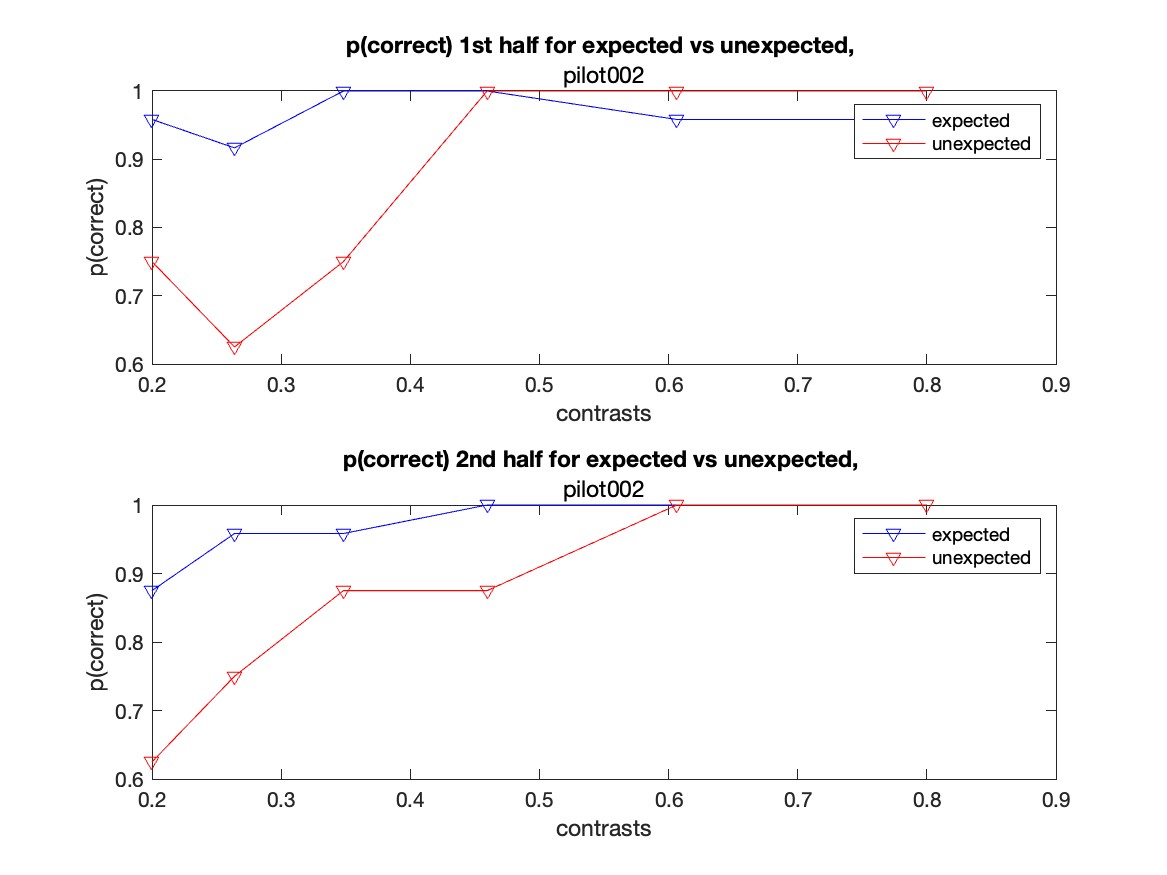 p(correct) 1st half for expected vs unexpected,
pilot002
1
0.9
0.8
0.7
0.6
p(correct)
0.2 0.3 0.4 0.5 0.6 0.7 0.8 0.9
contrasts
expected
unexpected
p(correct) 2nd half for expected vs unexpected,
pilot002
1
0.9
0.8
0.7
0.6
p(correct)
0.2 0.3 0.4 0.5 0.6 0.7 0.8 0.9
contrasts
expected
unexpected